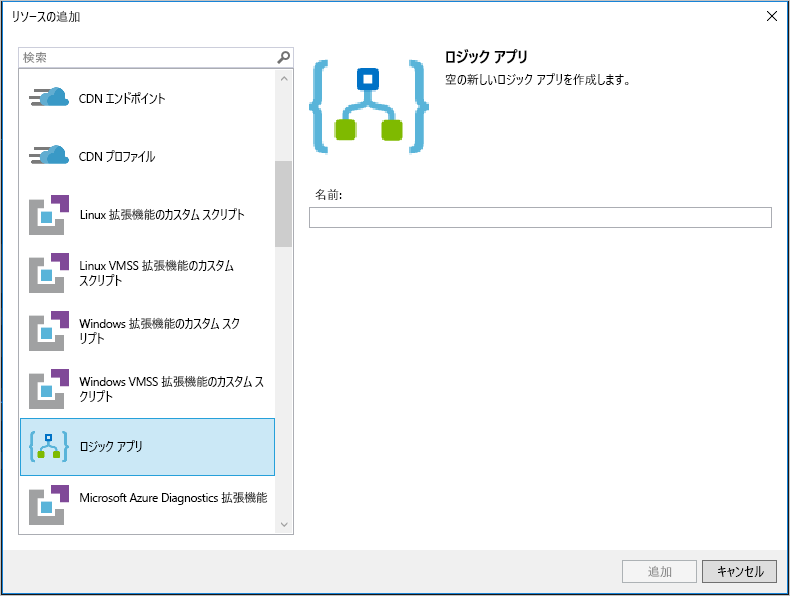 リソースの追加
検索
CDN エンドポイント
CDN プロファイル
Linux 拡張機能のカスタム スクリプト
Linux VMSS 拡張機能のカスタム
スクリプト
Windows 拡張機能のカスタム スク
リプト
Windows VMSS 拡張機能のカスタム ス
クリプト
ロジック アプリ
Microsoft Azure Diagnostics 拡張機能
ロジック アプリ
空の新しいロジック アプリを作成します。
名前:
追加
キャンセル